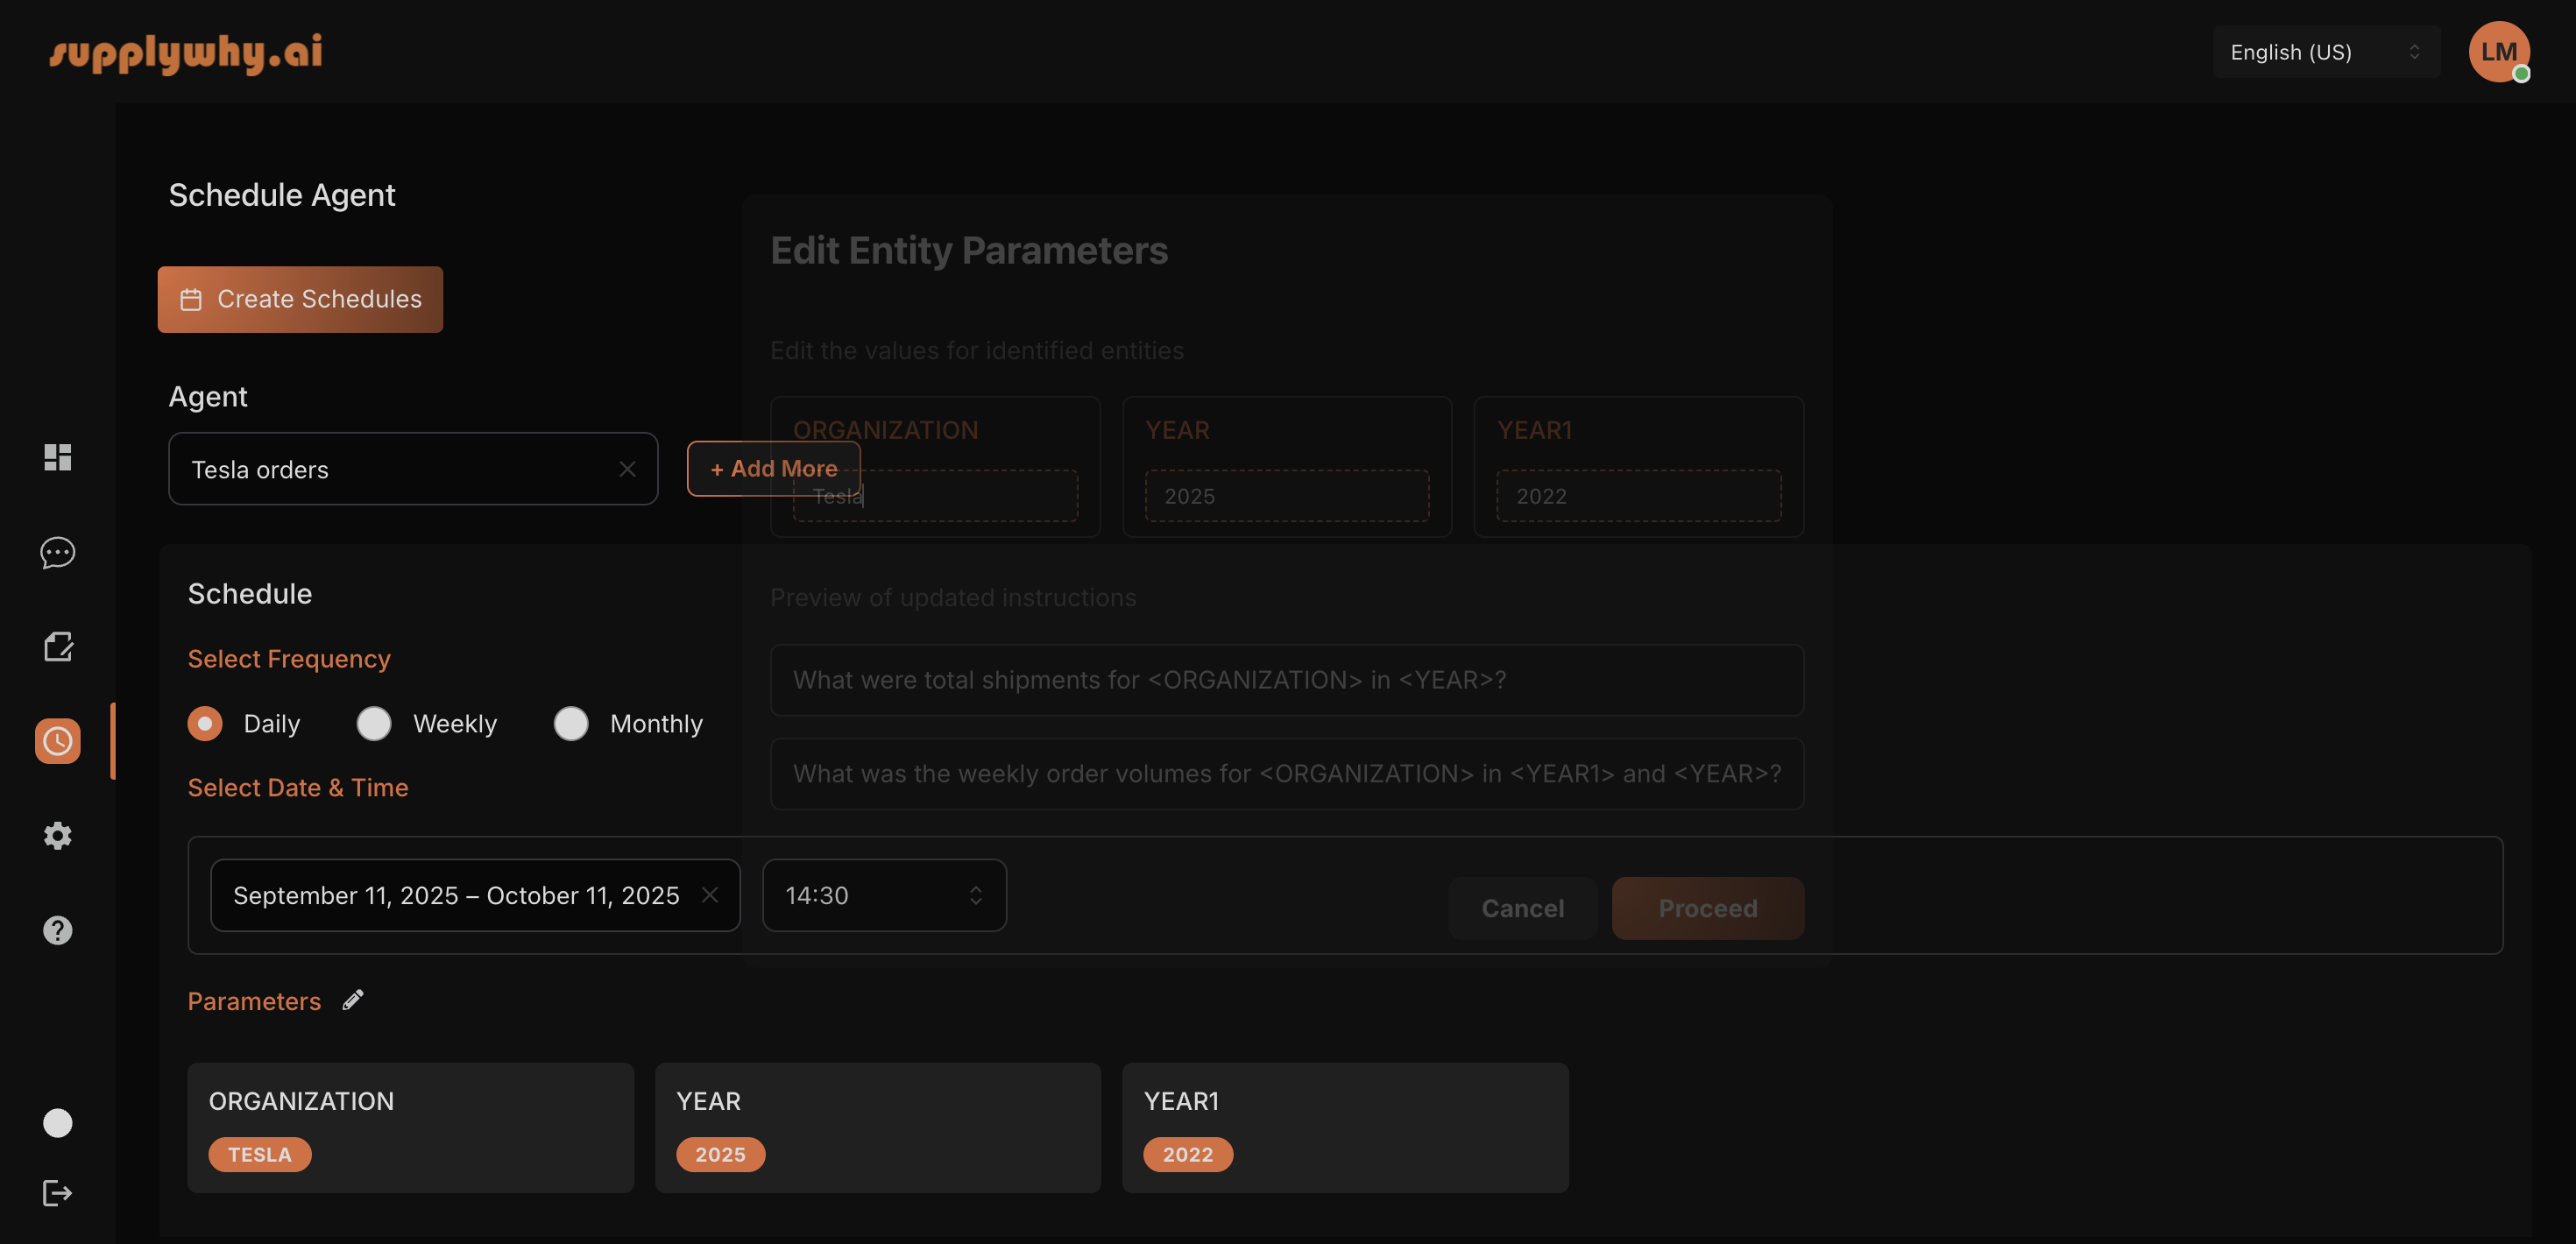 supplywhy.ai
English (US)
LM
Schedule Agent
Create Schedules
Agent
Tesla orders
+ Add More
Edit Entity Parameters
Edit the values for identified entities
ORGANIZATION
Tesla
YEAR
2025
YEAR1
2022
Preview of updated instructions
What were total shipments for <ORGANIZATION> in <YEAR>?
What was the weekly order volumes for <ORGANIZATION> in <YEAR1> and <YEAR>?
Cancel
Proceed
Schedule
Select Frequency
Daily
Weekly
Monthly
Select Date & Time
September 11, 2025 – October 11, 2025
14:30
Parameters
ORGANIZATION
TESLA
YEAR
2025
YEAR1
2022